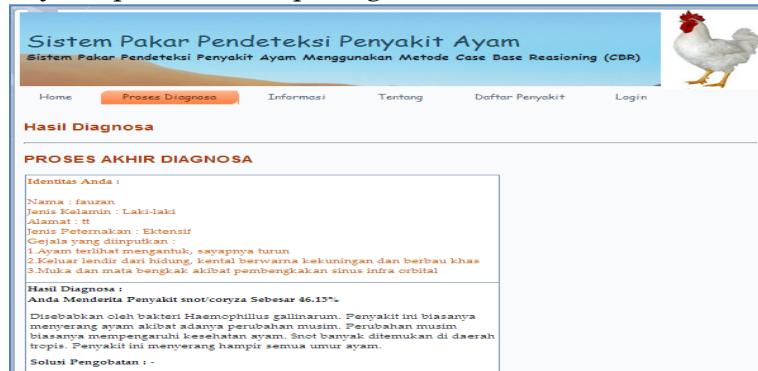 Sistem Pakar Pendeteksi Penyakit Ayam
Sistem Pakar Pendeteksi Penyakit Ayam Menggunakan Metode Case Base Reasioning (CBR)
Home Proses Diagnosa Informasi Tentang Daftar Penyakit Login
Hasil Diagnosa
PROSES AKHIR DIAGNOSA
Identitas Anda :
Nama : fauzan
Jenis Kelamin : Laki-laki
Alamat : tt
Jenis Peternakan : Ektensif
Gejala yang diinputkan :
1.Ayam terlihat mengantuk, sayapnya turun
2.Keluar lendir dari hidung, kental berwarna kekuningan dan berbau khas
3.Muka dan mata bengkak akibat pembengkakan sinus infra orbital
Hasil Diagnosa :
Anda Menderita Penyakit snot/coryza Sebesar 46.15%
Disebabkan oleh bakteri Haemophillus gallinarum. Penyakit ini biasanya
menyerang ayam akibat adanya perubahan musim. Perubahan musim
biasanya mempengaruhi kesehatan ayam. Snot banyak ditemukan di daerah
tropis. Penyakit ini menyerang hampir semua umur ayam.
Solusi Pengobatan : -